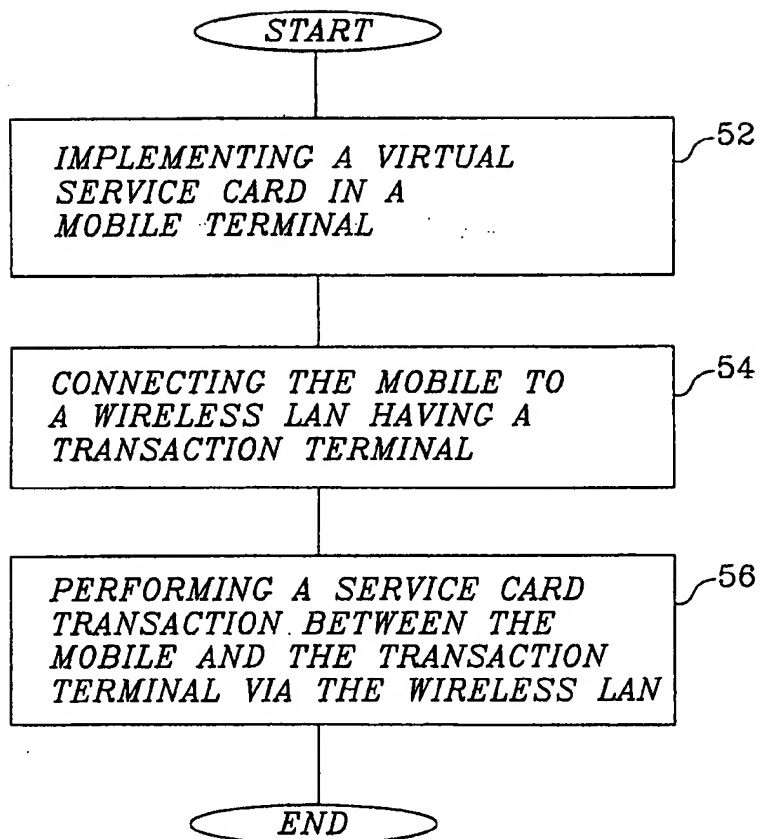 START
52
IMPLEMENTING A VIRTUAL
SERVICE CARD IN A
MOBILE TERMINAL
54
CONNECTING THE MOBILE TO
A WIRELESS LAN HAVING A
TRANSACTION TERMINAL
56
PERFORMING A SERVICE CARD
TRANSACTION BETWEEN THE
MOBILE AND THE TRANSACTION
TERMINAL VIA THE WIRELESS LAN
END